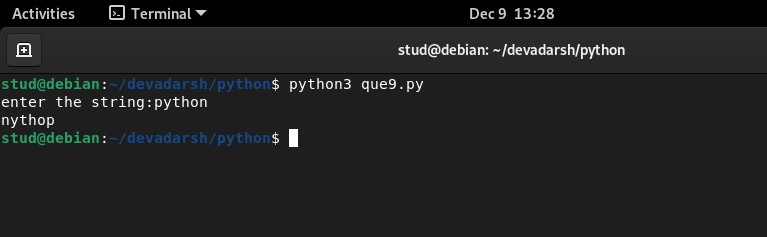 Activities Terminal Dec 9 13:28
stud@debian: ~/devadarsh/python
stud@debian:~/devadarsh/python$ python3 que9.py
enter the string:python
nythop
stud@debian:~/devadarsh/python$